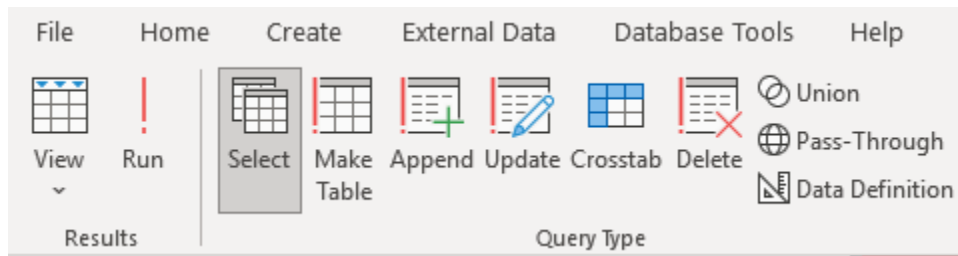 File Home Create External Data Database Tools Help
View Run Select Make Table Append Update Crosstab Delete
Union
Pass-Through
Data Definition
Results Query Type